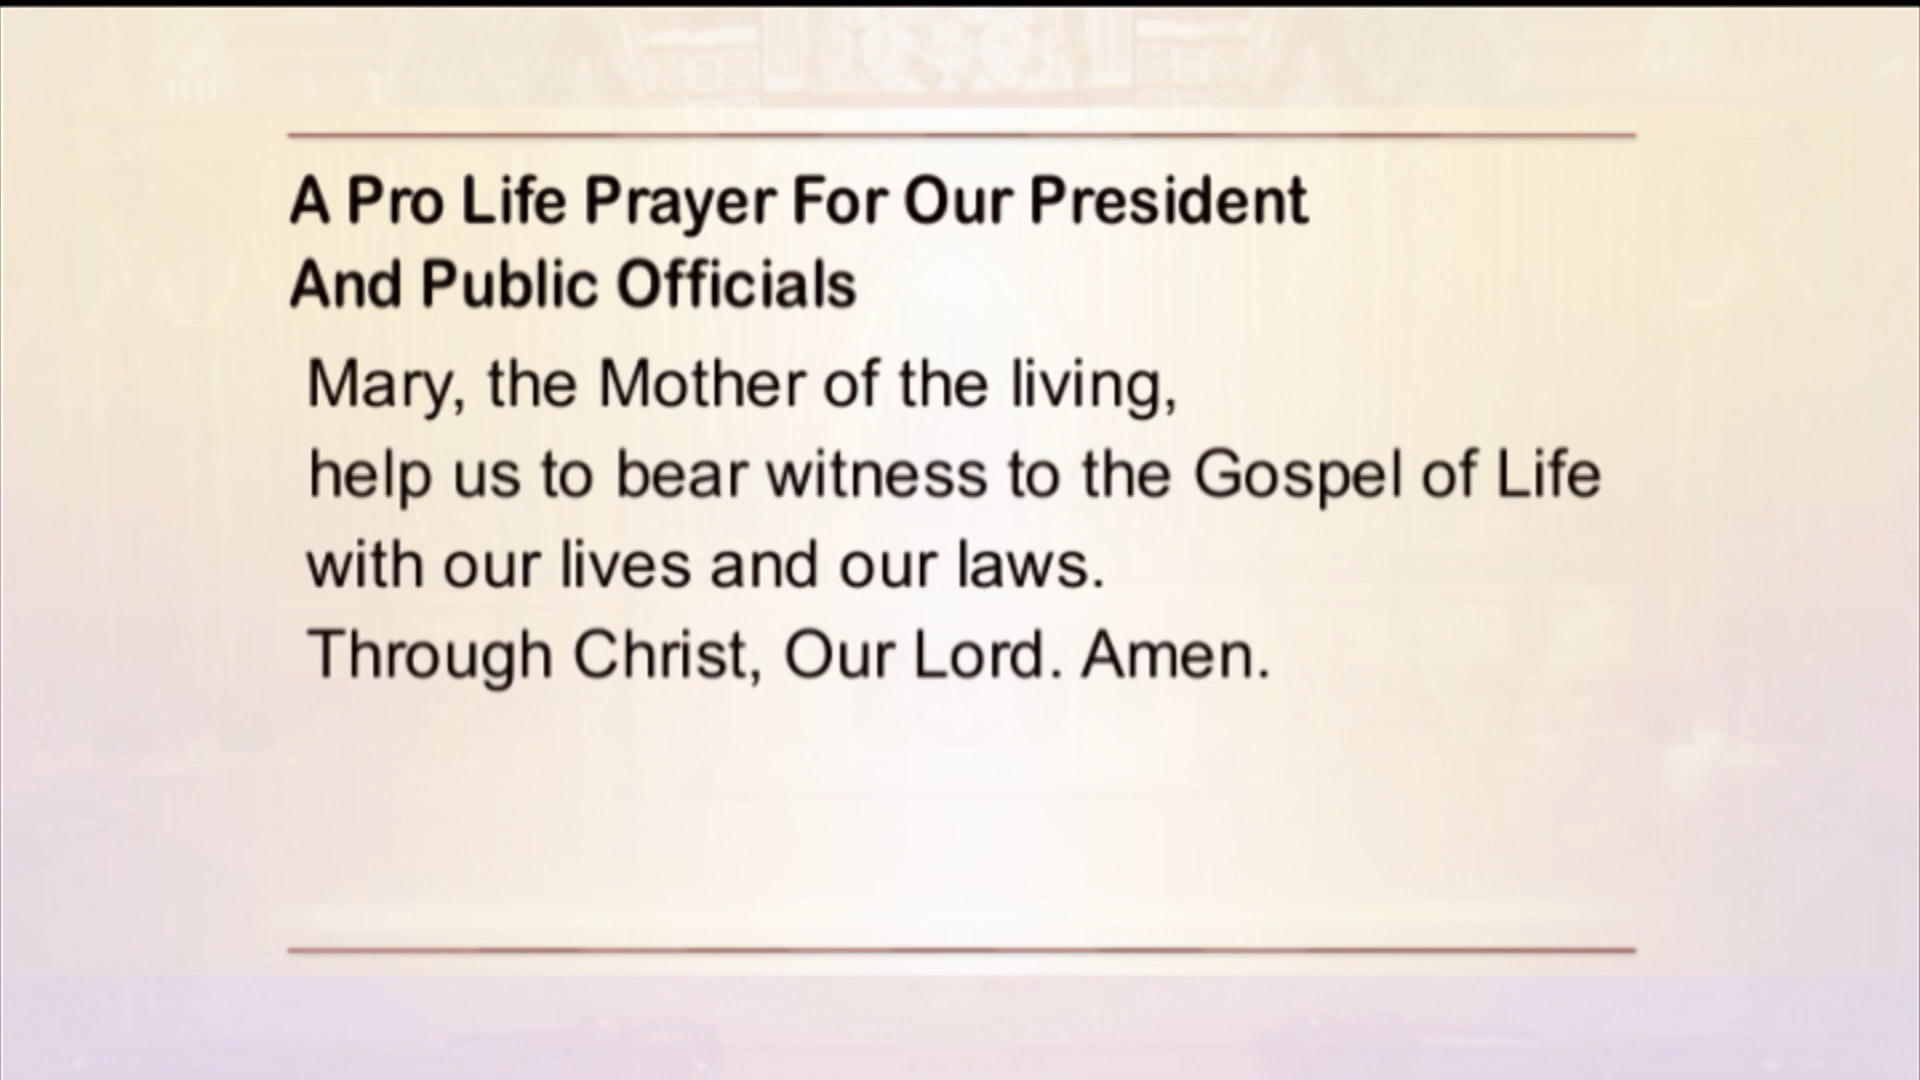 A Pro Life Prayer For Our President
And Public Officials
Mary, the Mother of the living,
help us to bear witness to the Gospel of Life
with our lives and our laws.
Through Christ, Our Lord. Amen.